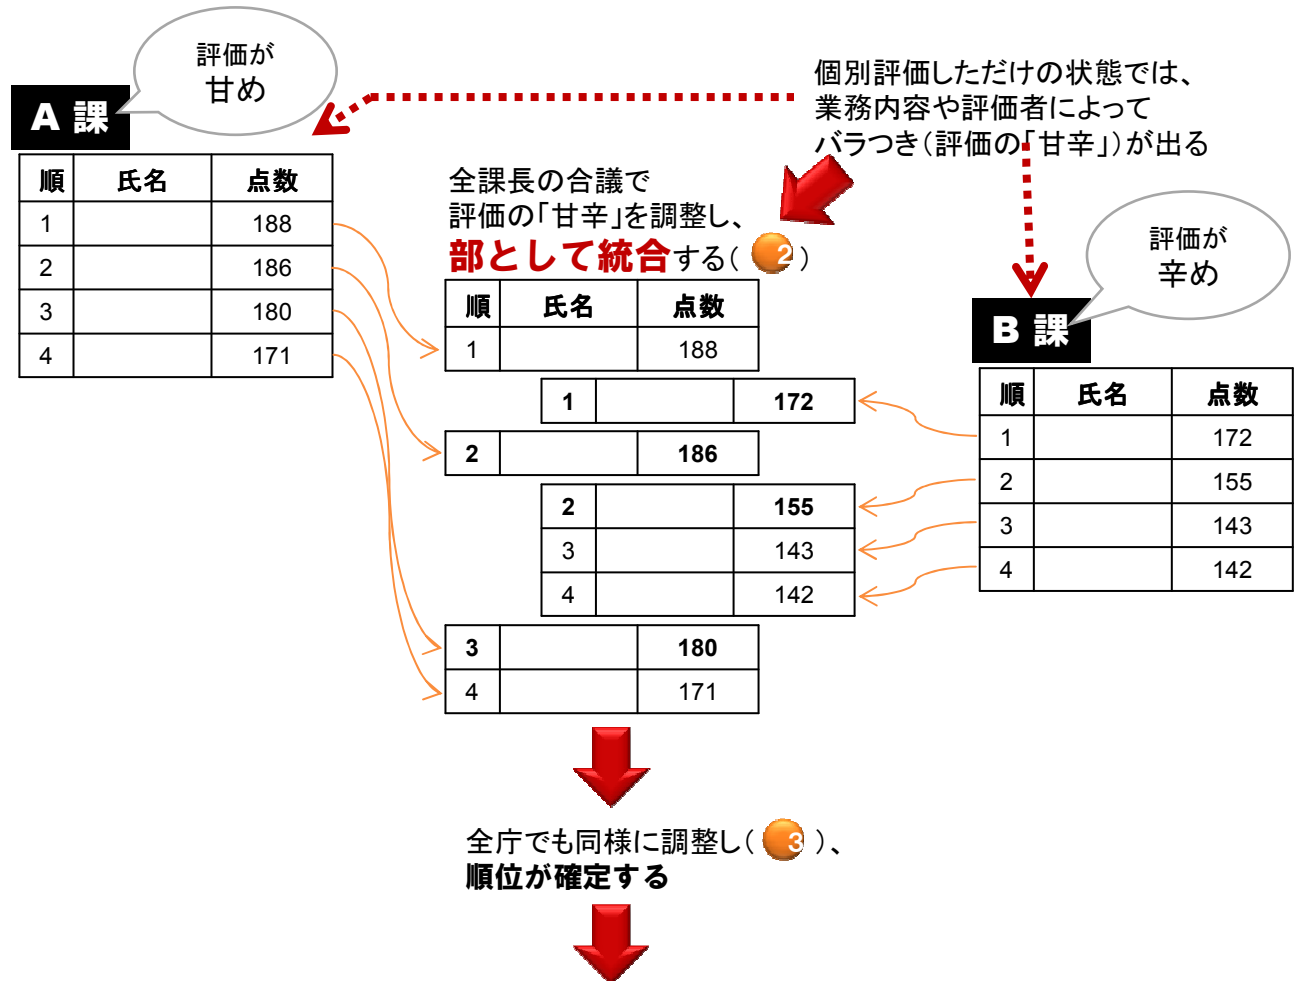 評価が
甘め
A 課
順 氏名 点数
1 188
2 186
3 180
4 171
個別評価しただけの状態では、
業務内容や評価者によって
バラつき（評価の「甘辛」）が出る
全課長の合議で
評価の「甘辛」を調整し、
部として統合する（ 2 ）
順 氏名 点数
1 188
1 172
2 186
2 155
3 143
4 142
3 180
4 171
評価が
辛め
B 課
順 氏名 点数
1 172
2 155
3 143
4 142
全庁でも同様に調整し（ 3 ）、
順位が確定する